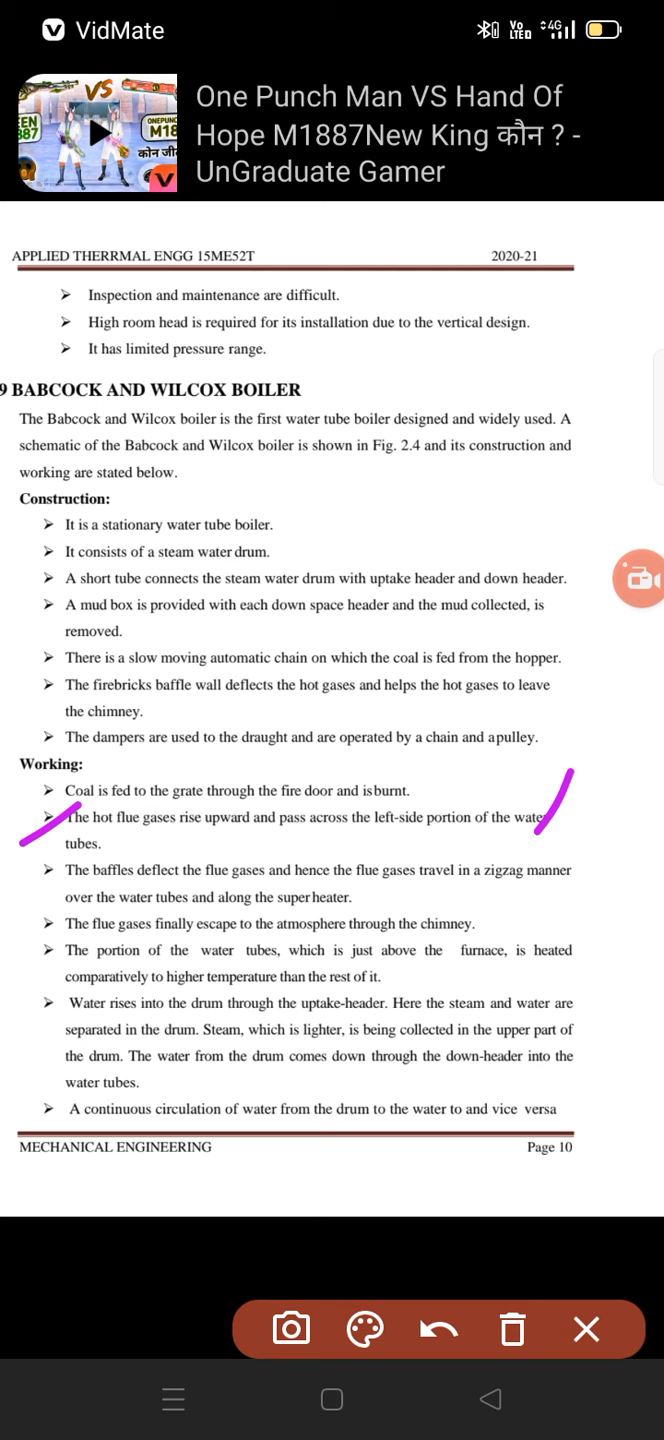 VidMate
Vo LTED 4G
VS
EN
887
ONEPUNC
M18
कोन जी
One Punch Man VS Hand Of
Hope M1887New King कौन ? -
UnGraduate Gamer
APPLIED THERRMAL ENGG 15ME52T 2020-21
➢ Inspection and maintenance are difficult.
➢ High room head is required for its installation due to the vertical design.
➢ It has limited pressure range.
9 BABCOCK AND WILCOX BOILER
The Babcock and Wilcox boiler is the first water tube boiler designed and widely used. A
schematic of the Babcock and Wilcox boiler is shown in Fig. 2.4 and its construction and
working are stated below.
Construction:
➢ It is a stationary water tube boiler.
➢ It consists of a steam water drum.
➢ A short tube connects the steam water drum with uptake header and down header.
➢ A mud box is provided with each down space header and the mud collected, is
removed.
➢ There is a slow moving automatic chain on which the coal is fed from the hopper.
➢ The firebricks baffle wall deflects the hot gases and helps the hot gases to leave
the chimney.
➢ The dampers are used to the draught and are operated by a chain and apulley.
Working:
➢ Coal is fed to the grate through the fire door and isburnt.
➢ The hot flue gases rise upward and pass across the left-side portion of the water
tubes.
➢ The baffles deflect the flue gases and hence the flue gases travel in a zigzag manner
over the water tubes and along the superheater.
➢ The flue gases finally escape to the atmosphere through the chimney.
➢ The portion of the water tubes, which is just above the furnace, is heated
comparatively to higher temperature than the rest of it.
➢ Water rises into the drum through the uptake-header. Here the steam and water are
separated in the drum. Steam, which is lighter, is being collected in the upper part of
the drum. The water from the drum comes down through the down-header into the
water tubes.
➢ A continuous circulation of water from the drum to the water to and vice versa
MECHANICAL ENGINEERING Page 10